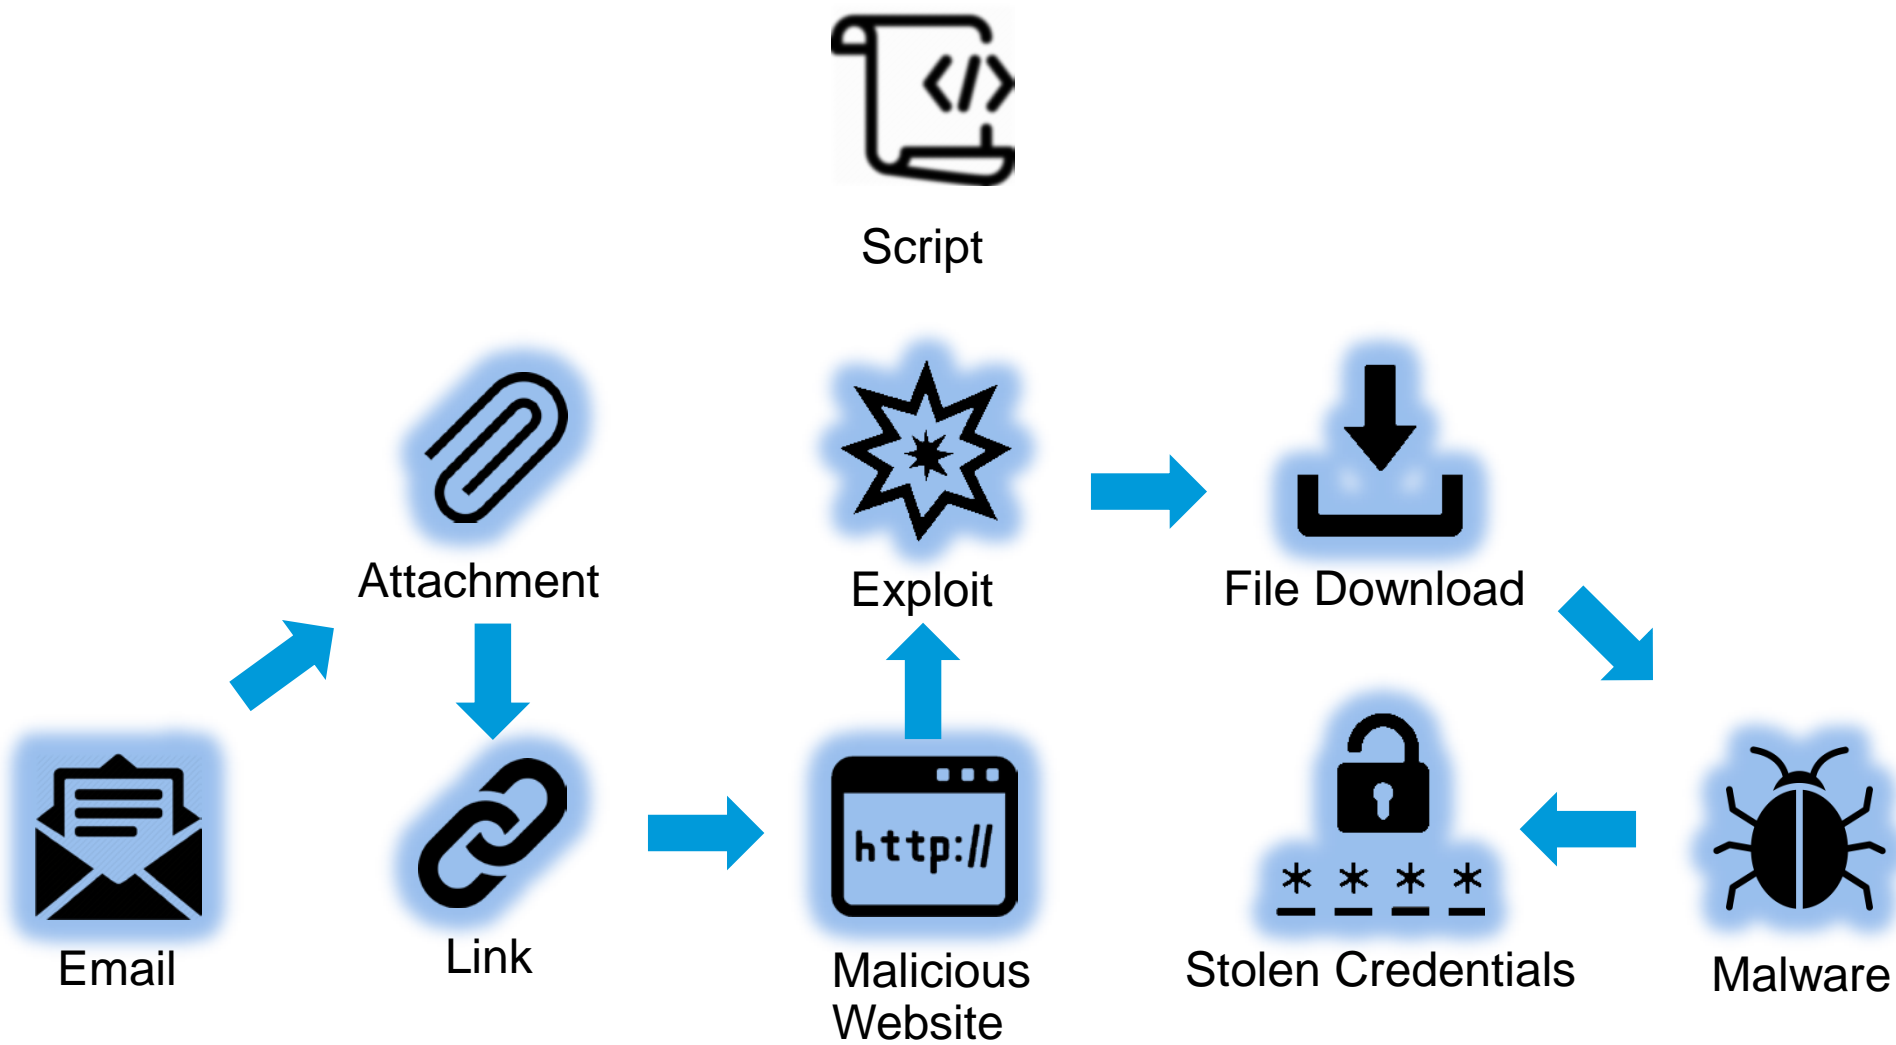 Script
Attachment
Exploit
File Download
http://
* * * *
Email
Link
Malicious
Website
Stolen Credentials
Malware